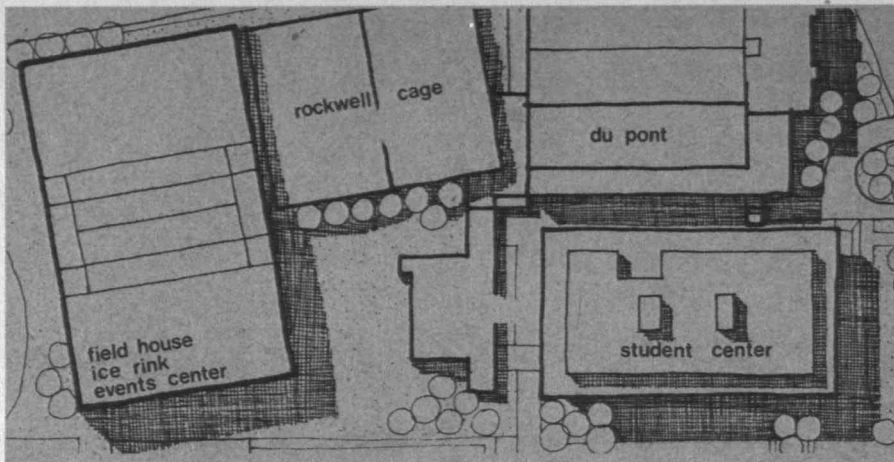 rockwell cage
du pont
field house
ice rink
events center
student center